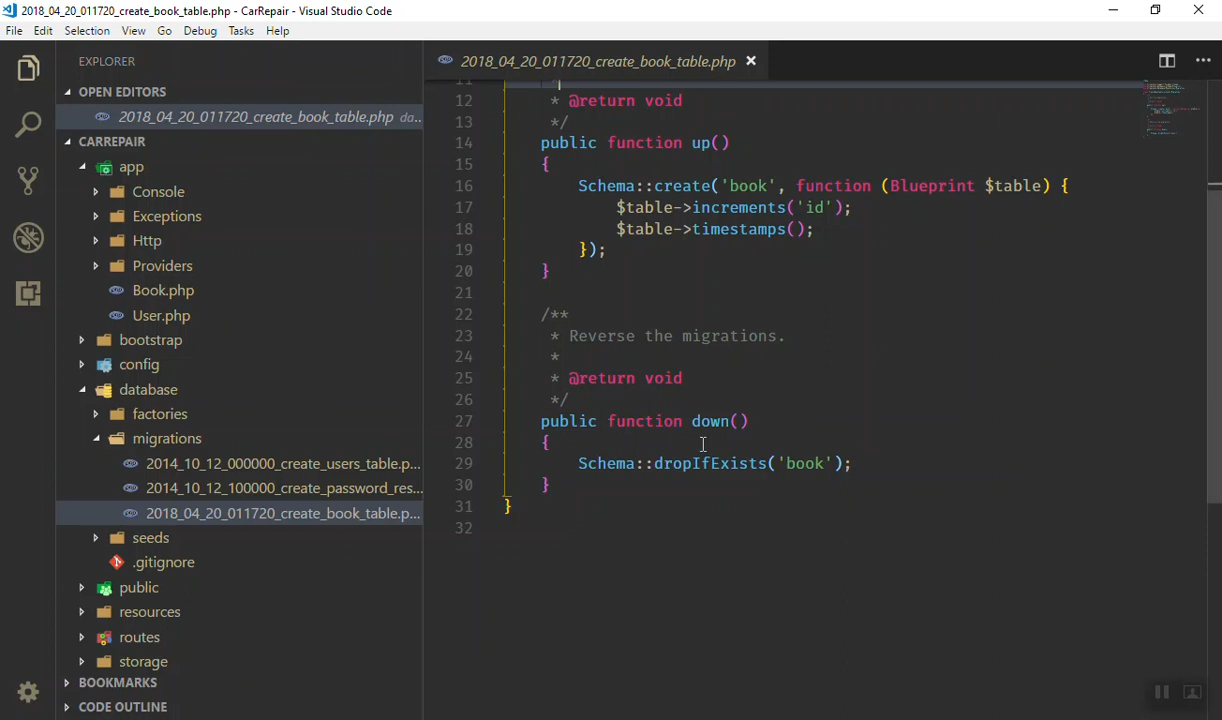 2018_04_20_011720_create_book_table.php - CarRepair - Visual Studio Code
File Edit Selection View Go Debug Tasks Help
EXPLORER
OPEN EDITORS
2018_04_20_011720_create_book_table.php da...
CARREPAIR
app
Console
Exceptions
Http
Providers
Book.php
User.php
bootstrap
config
database
factories
migrations
2014_10_12_000000_create_users_table.p...
2014_10_12_100000_create_password_res...
2018_04_20_011720_create_book_table.p...
seeds
.gitignore
public
resources
routes
storage
BOOKMARKS
CODE OUTLINE
2018_04_20_011720_create_book_table.php
11 *
12 * @return void
13 */
14 public function up()
15 {
16 Schema::create('book', function (Blueprint $table) {
17 $table->increments('id');
18 $table->timestamps();
19 });
20 }
21
22 /**
23 * Reverse the migrations.
24 *
25 * @return void
26 */
27 public function down()
28 {
29 Schema::dropIfExists('book');
30 }
31 }
32